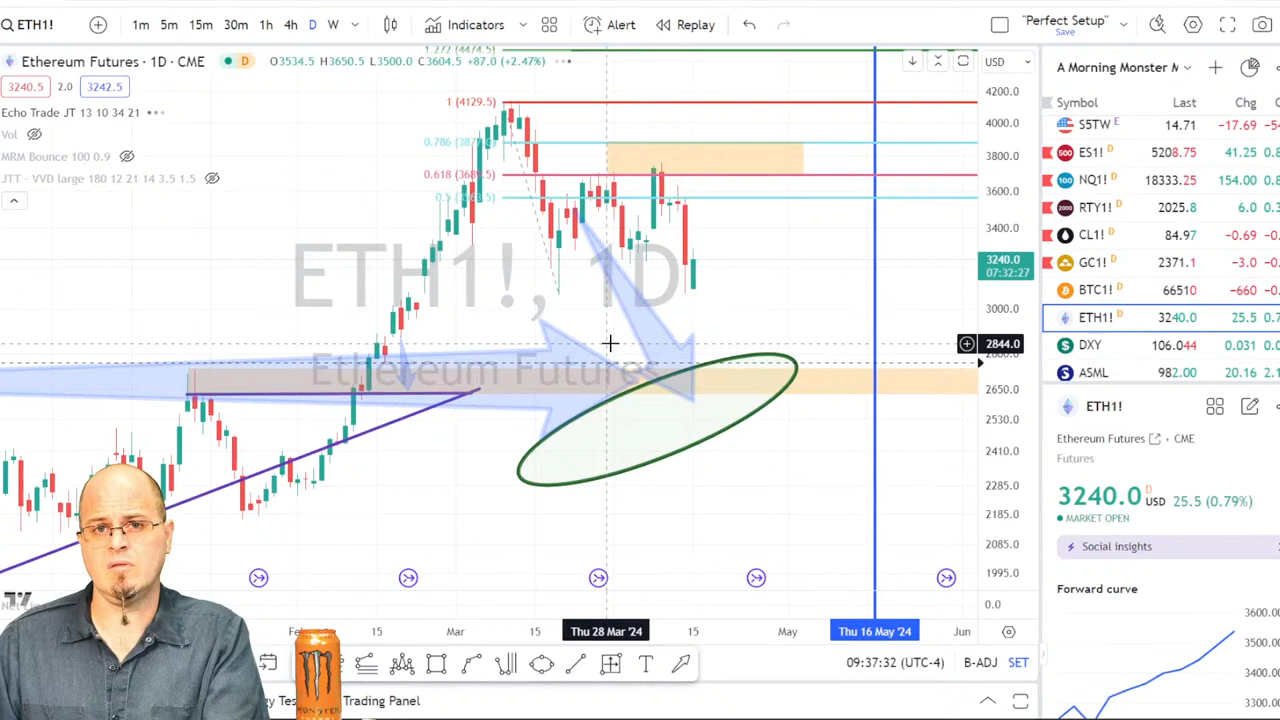 ETH1! 1m 5m 15m 30m 1h 4h D W Indicators Alert Replay "Perfect Setup" Save
Ethereum Futures · 1D · CME D O3534.5 H3650.5 L3500.0 C3604.5 +87.0 (+2.47%)
3240.5 2.0 3242.5
Echo Trade JT 13 10 34 21
Vol
MRM Bounce 100 0.9
JTT - VVD large 180 12 21 14 3.5 1.5
1.272 (4474.5)
1 (4129.5)
0.618
ETH1!, 1D
Ethereum Futures
USD
4200.0
4000.0
3800.0
3600.0
3400.0
3240.0
07:32:27
3000.0
2844.0
2650.0
2530.0
2410.0
2285.0
2185.0
2085.0
1995.0
0.0
15 Mar 15 Thu 28 Mar '24 15 May Thu 16 May '24 Jun
09:37:32 (UTC-4) B-ADJ SET
Trading Panel
A Morning Monster
Symbol Last Chg
S5TW E 14.71 -17.69
ES1! D 5208.75 41.25
NQ1! D 18333.25 154.00
RTY1! D 2025.8 6.0
CL1! D 84.97 -0.69
GC1! D 2371.1 -3.0
BTC1! D 66510 -660
ETH1! D 3240.0 25.5
DXY 106.044 0.031
ASML 982.00 20.16
ETH1!
Ethereum Futures · CME
Futures
3240.0 D USD 25.5 (0.79%)
MARKET OPEN
Social insights
Forward curve
3600.0
3500.0
3400.0
3300.0
MONSTER